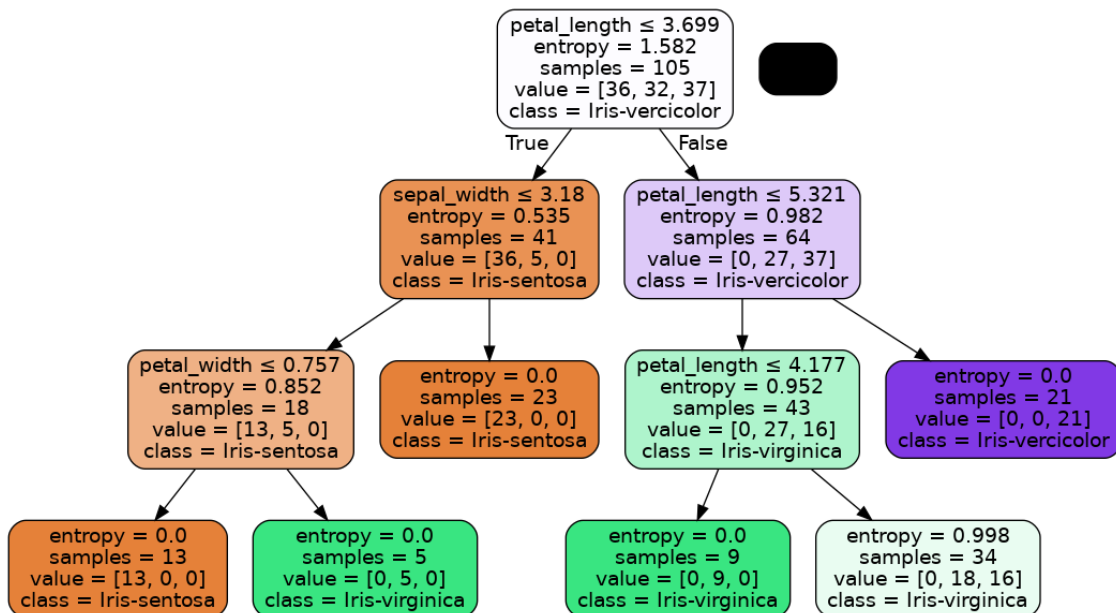 petal_length ≤ 3.699
entropy = 1.582
samples = 105
value = [36, 32, 37]
class = Iris-vercicolor
True
False
sepal_width ≤ 3.18
entropy = 0.535
samples = 41
value = [36, 5, 0]
class = Iris-sentosa
petal_length ≤ 5.321
entropy = 0.982
samples = 64
value = [0, 27, 37]
class = Iris-vercicolor
petal_width ≤ 0.757
entropy = 0.852
samples = 18
value = [13, 5, 0]
class = Iris-sentosa
entropy = 0.0
samples = 23
value = [23, 0, 0]
class = Iris-sentosa
petal_length ≤ 4.177
entropy = 0.952
samples = 43
value = [0, 27, 16]
class = Iris-virginica
entropy = 0.0
samples = 21
value = [0, 0, 21]
class = Iris-vercicolor
entropy = 0.0
samples = 13
value = [13, 0, 0]
class = Iris-sentosa
entropy = 0.0
samples = 5
value = [0, 5, 0]
class = Iris-virginica
entropy = 0.0
samples = 9
value = [0, 9, 0]
class = Iris-virginica
entropy = 0.998
samples = 34
value = [0, 18, 16]
class = Iris-virginica